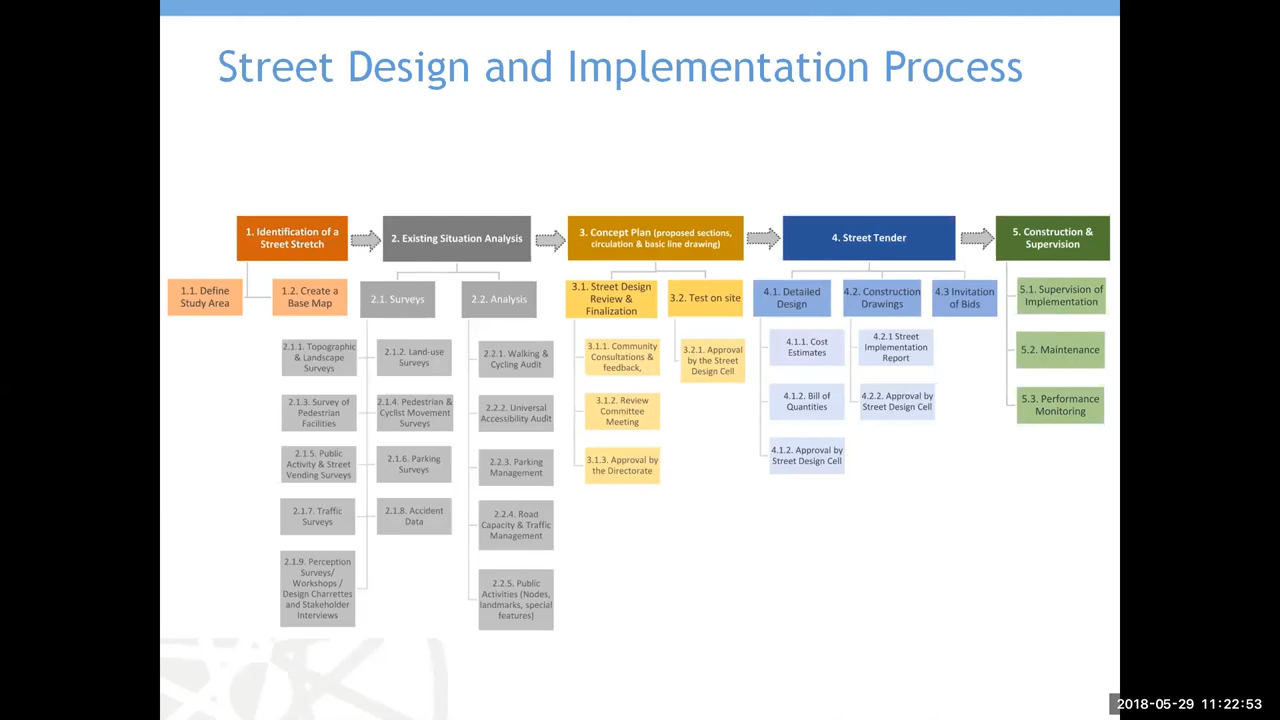 Street Design and Implementation Process
1. Identification of a
Street Stretch
2. Existing Situation Analysis
3. Concept Plan (proposed sections,
circulation & basic line drawing)
4. Street Tender
5. Construction &
Supervision
1.1. Define
Study Area
1.2. Create a
Base Map
2.1. Surveys
2.2. Analysis
3.1. Street Design
Review &
Finalization
3.2. Test on site
4.1. Detailed
Design
4.2. Construction
Drawings
4.3 Invitation
of Bids
5.1. Supervision of
Implementation
5.2. Maintenance
5.3. Performance
Monitoring
2.1.1. Topographic
& Landscape
Surveys
2.1.2. Land-use
Surveys
2.1.3. Survey of
Pedestrian
Facilities
2.1.4. Pedestrian &
Cyclist Movement
Surveys
2.1.5. Public
Activity & Street
Vending Surveys
2.1.6. Parking
Surveys
2.1.7. Traffic
Surveys
2.1.8. Accident
Data
2.1.9. Perception
Surveys/
Workshops /
Design Charrettes
and Stakeholder
Interviews
2.2.1. Walking &
Cycling Audit
2.2.2. Universal
Accessibility Audit
2.2.3. Parking
Management
2.2.4. Road
Capacity & Traffic
Management
2.2.5. Public
Activities (Nodes,
landmarks, special
features)
3.1.1. Community
Consultations &
feedback,
3.1.2. Review
Committee
Meeting
3.1.3. Approval by
the Directorate
3.2.1. Approval
by the Street
Design Cell
4.1.1. Cost
Estimates
4.1.2. Bill of
Quantities
4.1.2. Approval by
Street Design Cell
4.2.1 Street
Implementation
Report
4.2.2. Approval by
Street Design Cell
2018-05-29 11:22:53